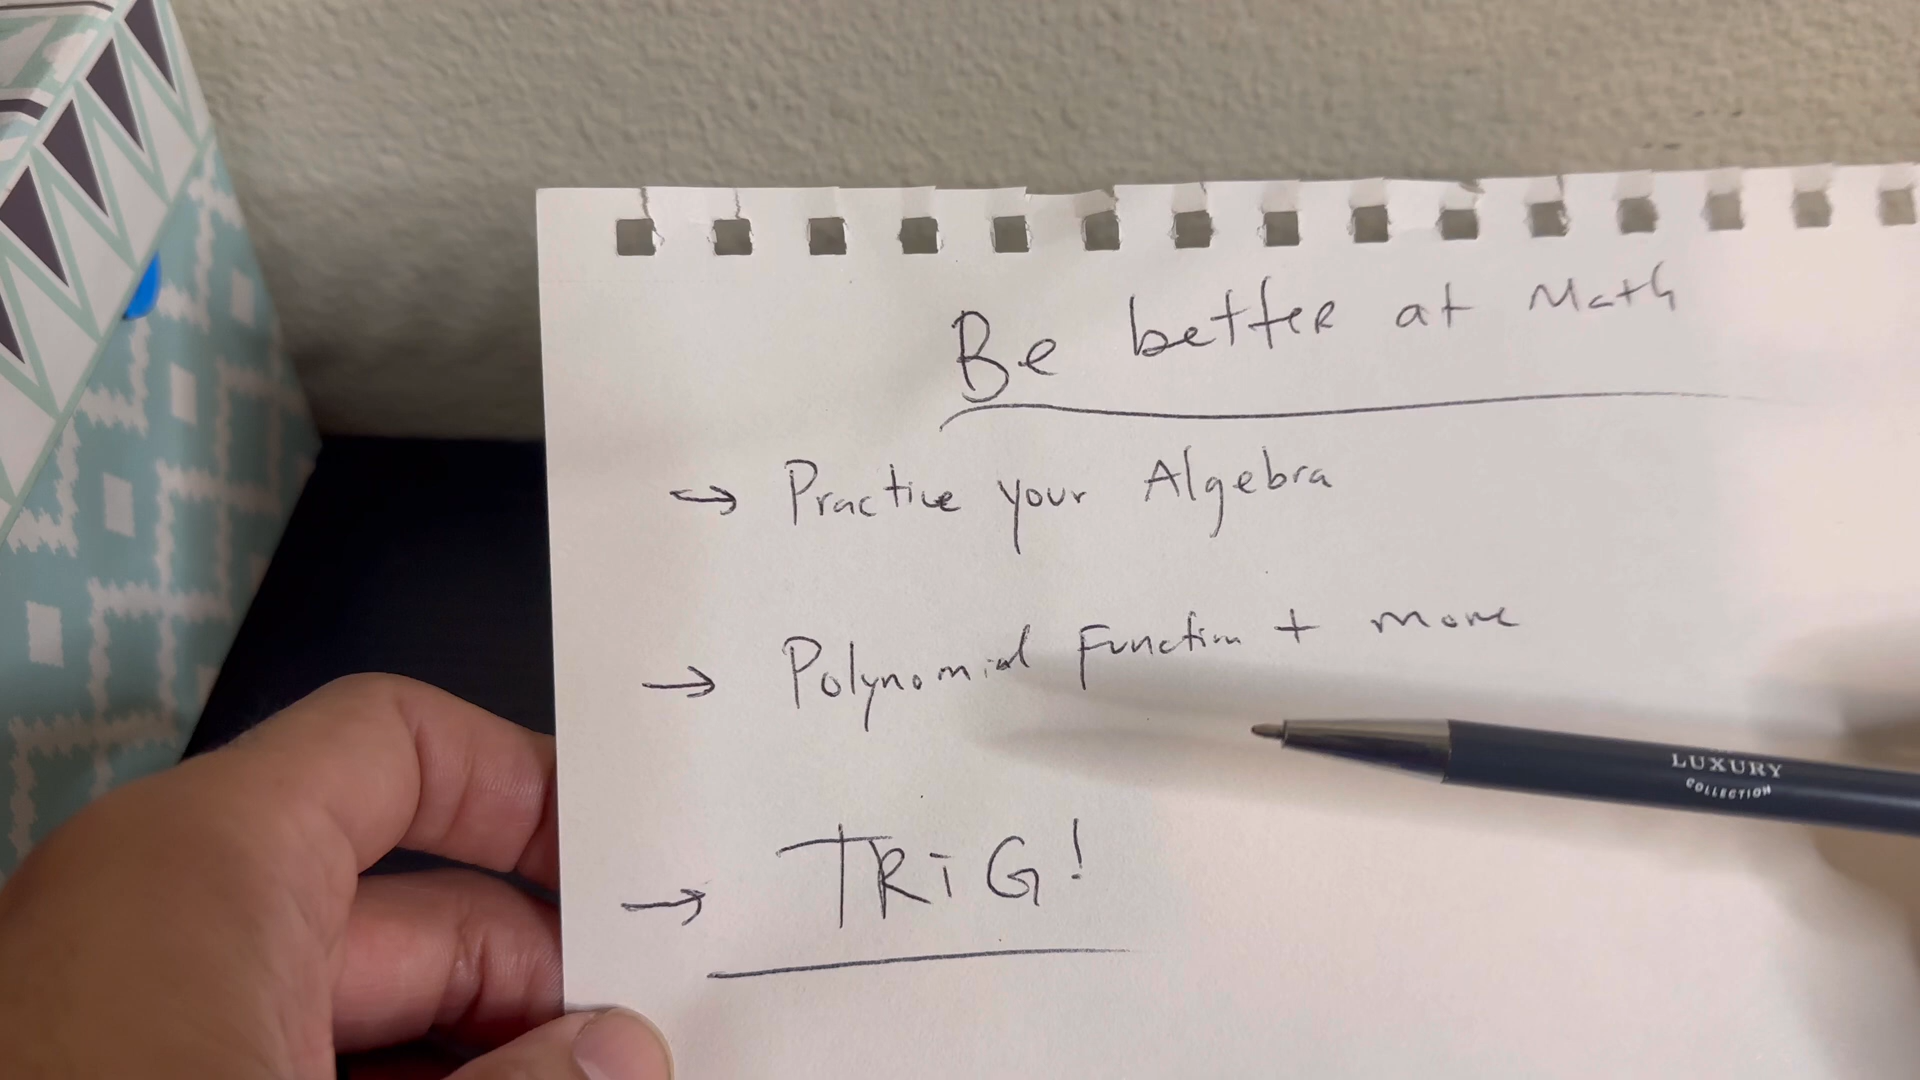 Be better at Math
→ Practice your Algebra
→ Polynomial Function + more
→ TRIG!
LUXURY
COLLECTION